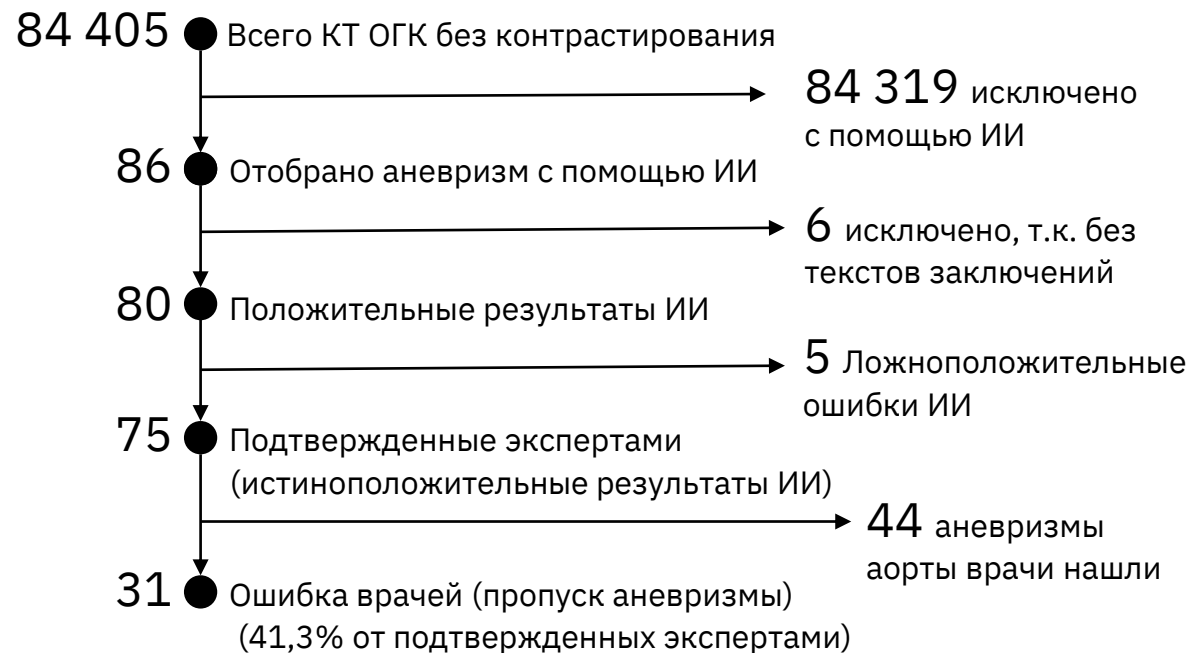 84 405 Всего КТ ОГК без контрастирования
84 319 исключено
с помощью ИИ
86 Отобрано аневризм с помощью ИИ
6 исключено, т.к. без
текстов заключений
80 Положительные результаты ИИ
5 Ложноположительные
ошибки ИИ
75 Подтвержденные экспертами
(истиноположительные результаты ИИ)
44 аневризмы
аорты врачи нашли
31 Ошибка врачей (пропуск аневризмы)
(41,3% от подтвержденных экспертами)